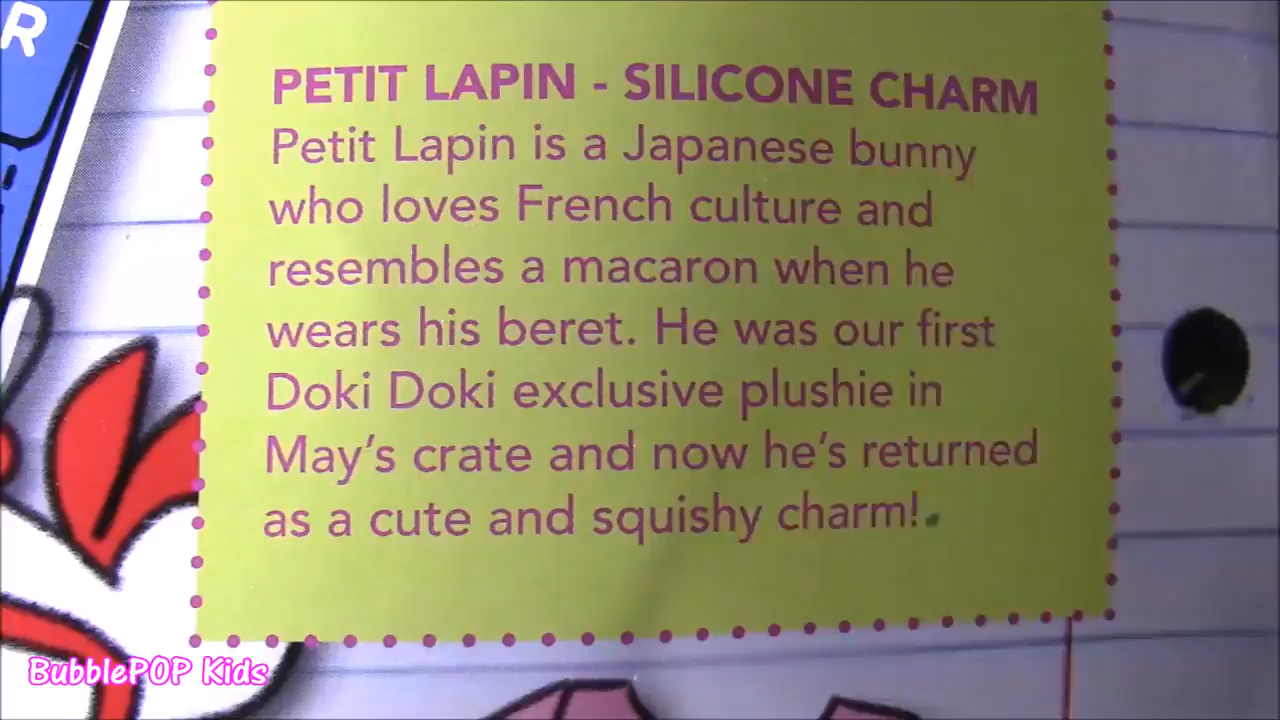 R
PETIT LAPIN - SILICONE CHARM
Petit Lapin is a Japanese bunny
who loves French culture and
resembles a macaron when he
wears his beret. He was our first
Doki Doki exclusive plushie in
May's crate and now he's returned
as a cute and squishy charm!
BubblePOP Kids